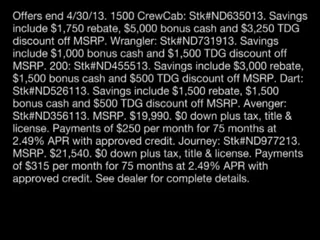 Offers end 4/30/13. 1500 CrewCab: Stk#ND635013. Savings
include $1,750 rebate, $5,000 bonus cash and $3,250 TDG
discount off MSRP. Wrangler: Stk#ND731913. Savings
include $1,000 bonus cash and $1,500 TDG discount off
MSRP. 200: Stk#ND455513. Savings include $3,000 rebate,
$1,500 bonus cash and $500 TDG discount off MSRP. Dart:
Stk#ND526113. Savings include $1,500 rebate, $1,500
bonus cash and $500 TDG discount off MSRP. Avenger:
Stk#ND356113. MSRP. $19,990. $0 down plus tax, title &
license. Payments of $250 per month for 75 months at
2.49% APR with approved credit. Journey: Stk#ND977213.
MSRP. $21,540. $0 down plus tax, title & license. Payments
of $315 per month for 75 months at 2.49% APR with
approved credit. See dealer for complete details.